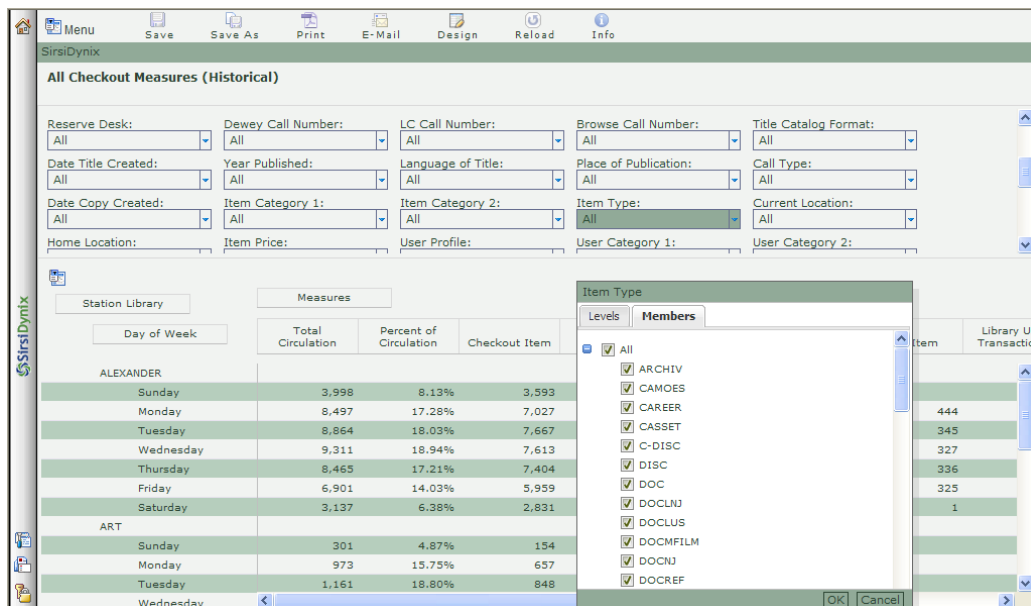 Menu Save Save As Print E-Mail Design Reload Info
SirsiDynix
All Checkout Measures (Historical)
Reserve Desk: Dewey Call Number: LC Call Number: Browse Call Number: Title Catalog Format:
All All All All All
Date Title Created: Year Published: Language of Title: Place of Publication: Call Type:
All All All All All
Date Copy Created: Item Category 1: Item Category 2: Item Type: Current Location:
All All All All All
Home Location: Item Price: User Profile: User Category 1: User Category 2:
SirsiDynix
Station Library Measures
Day of Week Total Circulation Percent of Circulation Checkout Item Item Library U
Transactio
ALEXANDER
Sunday 3,998 8.13% 3,593
Monday 8,497 17.28% 7,027 444
Tuesday 8,864 18.03% 7,667 345
Wednesday 9,311 18.94% 7,613 327
Thursday 8,465 17.21% 7,404 336
Friday 6,901 14.03% 5,959 325
Saturday 3,137 6.38% 2,831 1
ART
Sunday 301 4.87% 154
Monday 973 15.75% 657
Tuesday 1,161 18.80% 848
Wednesday
Item Type
Levels Members
All
ARCHIV
CAMOES
CAREER
CASSET
C-DISC
DISC
DOC
DOCLNJ
DOCLUS
DOCMFILM
DOCNJ
DOCREF
OK Cancel